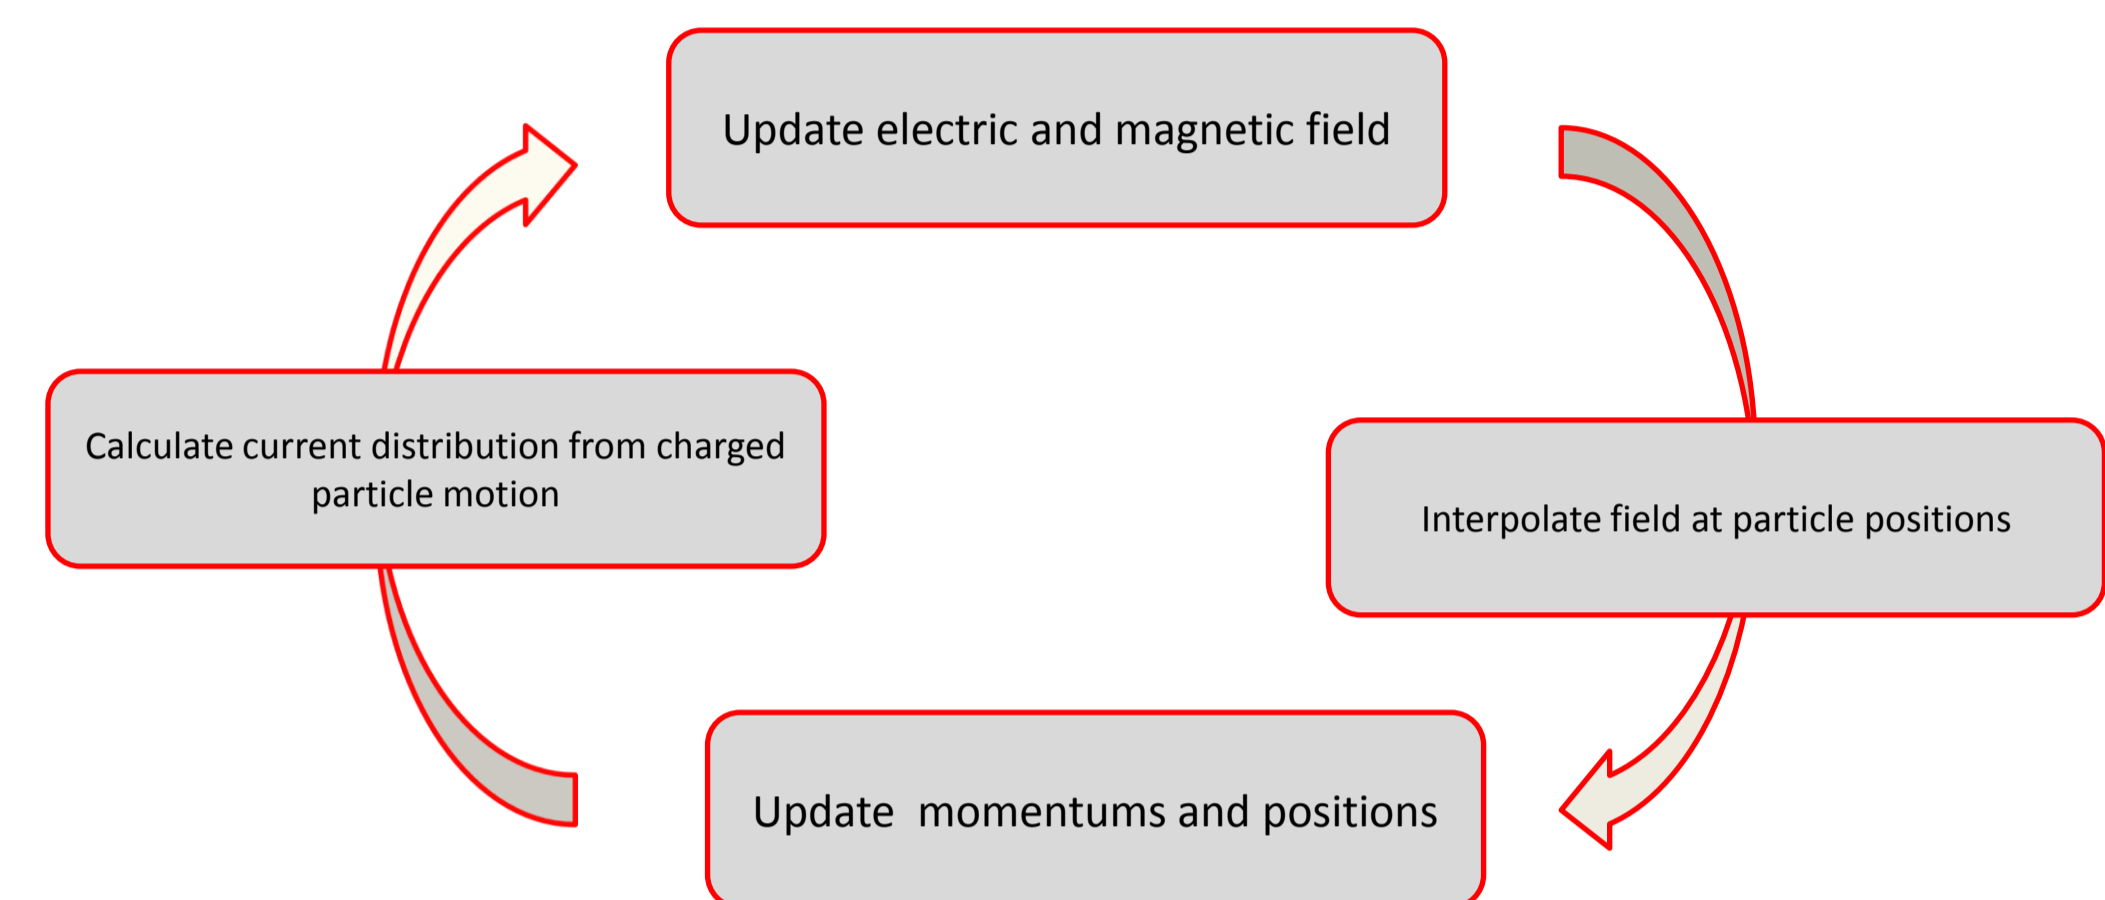 Update electric and magnetic field
Calculate current distribution from charged
particle motion
Interpolate field at particle positions
Update  momentums and positions